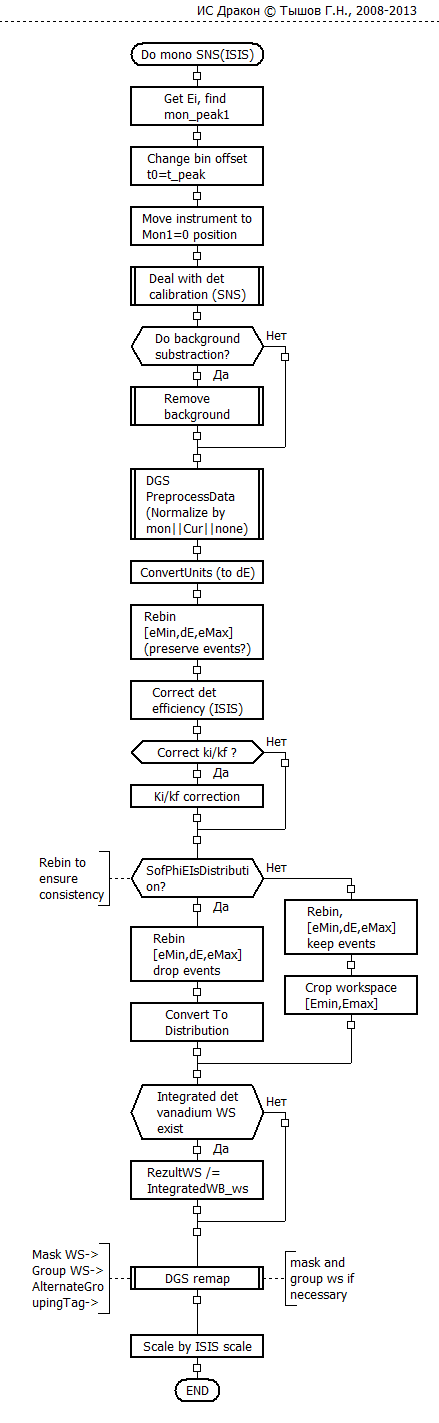 ИС Дракон © Тышов Г.Н., 2008-2013
Do mono SNS(ISIS)
Get Ei, find
mon_peak1
Change bin offset
t0=t_peak
Move instrument to
Mon1=0 position
Deal with det
calibration (SNS)
Do background
substraction?
Нет
Да
Remove
background
DGS
PreprocessData
(Normalize by
mon||Cur||none)
ConvertUnits (to dE)
Rebin
[eMin,dE,eMax]
(preserve events?)
Correct det
efficiency (ISIS)
Correct ki/kf ?
Нет
Да
Ki/kf correction
Rebin to
ensure
consistency
SofPhiEIsDistributi
on?
Нет
Да
Rebin
[eMin,dE,eMax]
drop events
Convert To
Distribution
Rebin,
[eMin,dE,eMax]
keep events
Crop workspace
[Emin,Emax]
Integrated det
vanadium WS
exist
Нет
Да
RezultWS /=
IntegratedWB_ws
Mask WS->
Group WS->
AlternateGro
upingTag->
DGS remap
mask and
group ws if
necessary
Scale by ISIS scale
END